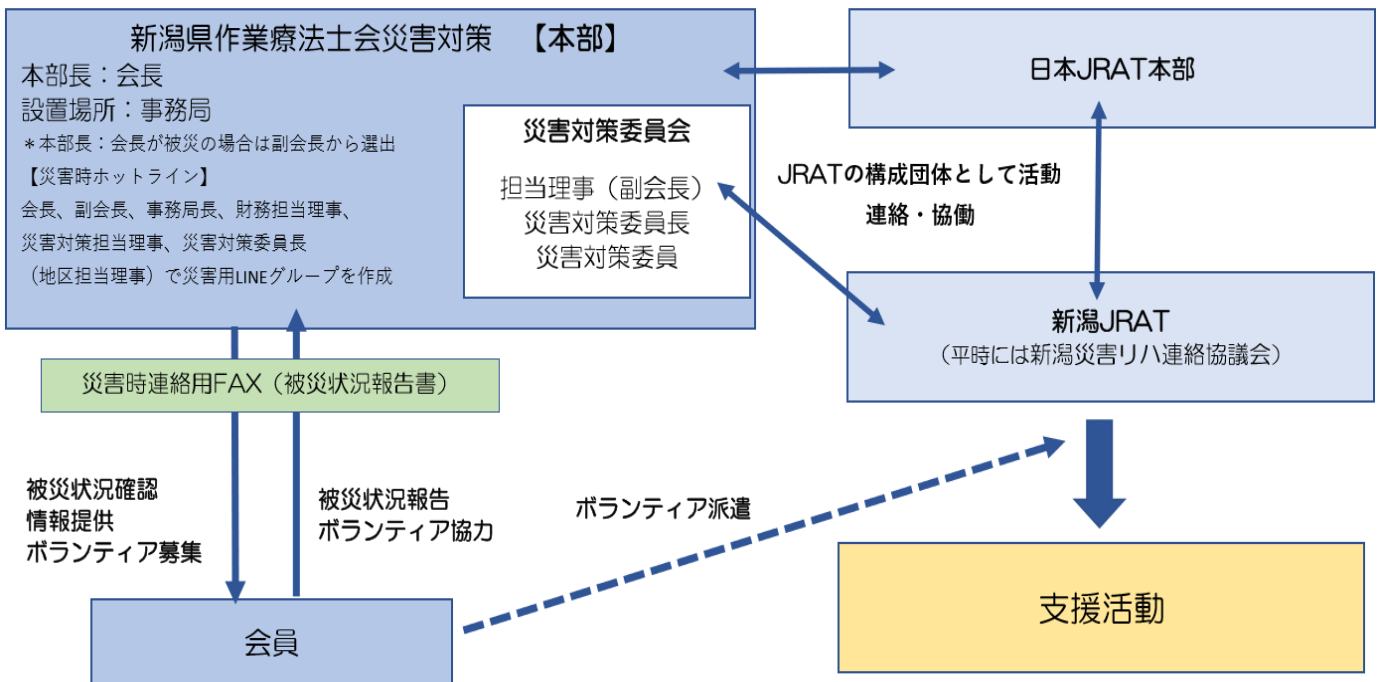 新潟県作業療法士会災害対策　【本部】
本部長：会長
設置場所：事務局
＊本部長：会長が被災の場合は副会長から選出
【災害時ホットライン】
会長、副会長、事務局長、財務担当理事、
災害対策担当理事、災害対策委員長
（地区担当理事）で災害用LINEグループを作成
災害対策委員会
担当理事（副会長）
災害対策委員長
災害対策委員
日本JRAT本部
JRATの構成団体として活動
連絡・協働
新潟JRAT
（平時には新潟災害リハ連絡協議会）
災害時連絡用FAX（被災状況報告書）
被災状況確認
情報提供
ボランティア募集
被災状況報告
ボランティア協力
ボランティア派遣
会員
支援活動